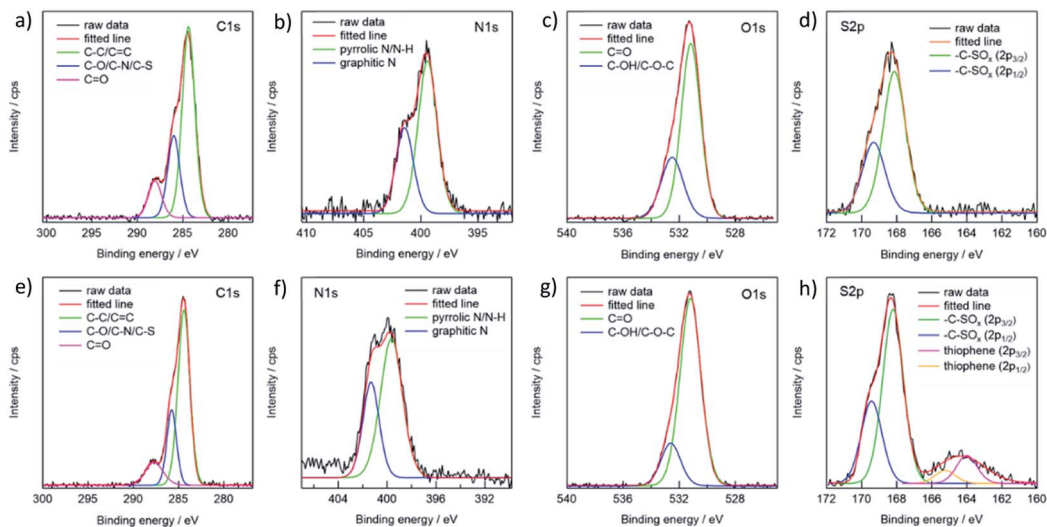 a)
C1s
raw data
fitted line
C-C/C=C
C-O/C-N/C-S
C=O
Intensity / cps
300 295 290 285 280
Binding energy / eV
b)
N1s
raw data
fitted line
pyrrolic N/N-H
graphitic N
Intensity / cps
410 405 400 395
Binding energy / eV
c)
O1s
raw data
fitted line
C=O
C-OH/C-O-C
Intensity / cps
540 535 530 525
Binding energy / eV
d)
S2p
raw data
fitted line
-C-SOₓ (2p₃/₂)
-C-SOₓ (2p₁/₂)
Intensity / cps
172 170 168 166 164 162 160
Binding energy / eV
e)
C1s
raw data
fitted line
C-C/C=C
C-O/C-N/C-S
C=O
Intensity / cps
300 295 290 285 280
Binding energy / eV
f)
N1s
raw data
fitted line
pyrrolic N/N-H
graphitic N
Intensity / cps
404 400 396 392
Binding energy / eV
g)
O1s
raw data
fitted line
C=O
C-OH/C-O-C
Intensity / cps
540 535 530 525
Binding energy / eV
h)
S2p
raw data
fitted line
-C-SOₓ (2p₃/₂)
-C-SOₓ (2p₁/₂)
thiophene (2p₃/₂)
thiophene (2p₁/₂)
Intensity / cps
172 170 168 166 164 162 160
Binding energy / eV